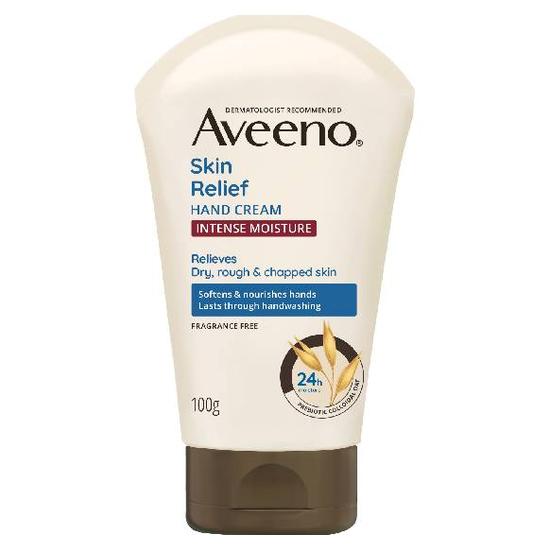 DERMATOLOGIST RECOMMENDED
Aveeno®
Skin
Relief
HAND CREAM
INTENSE MOISTURE
Relieves
Dry, rough & chapped skin
Softens & nourishes hands
Lasts through handwashing
FRAGRANCE FREE
24h
moisture
PREBIOTIC COLLOIDAL OAT
100g